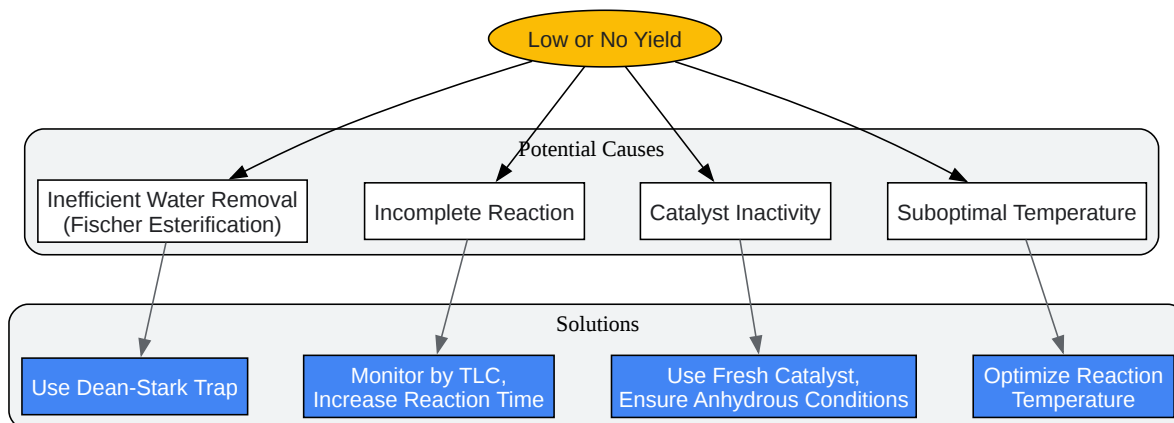 Low or No Yield
Potential Causes
Inefficient Water Removal
(Fischer Esterification)
Incomplete Reaction
Catalyst Inactivity
Suboptimal Temperature
Solutions
Use Dean-Stark Trap
Monitor by TLC,
Increase Reaction Time
Use Fresh Catalyst,
Ensure Anhydrous Conditions
Optimize Reaction
Temperature